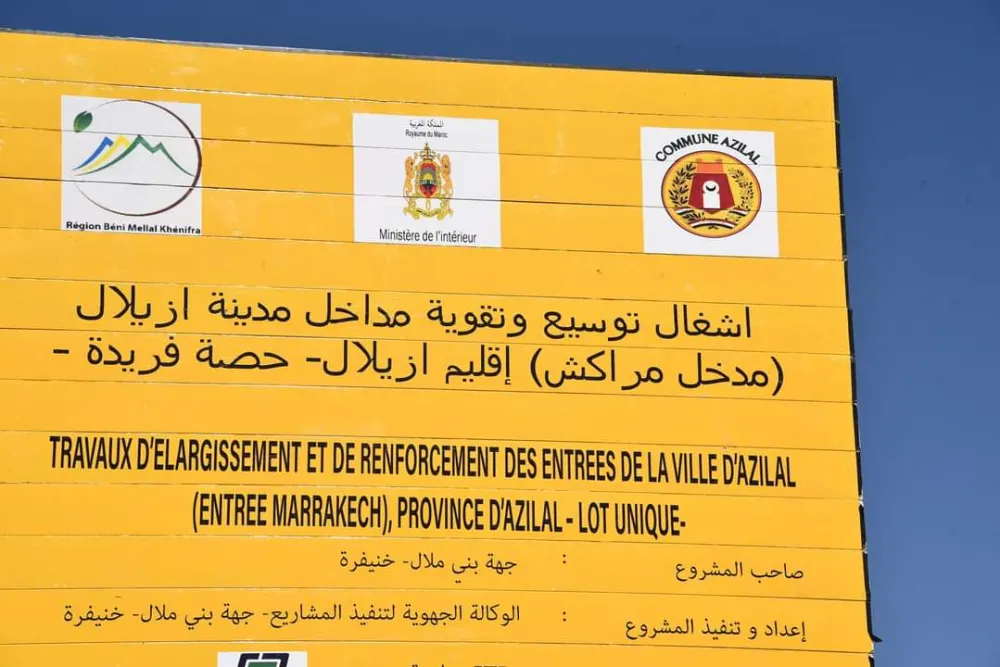 Région Béni Mellal Khénifra
المملكة المغربية
Royaume du Maroc
Ministère de l'intérieur
COMMUNE AZILAL
اشغال توسيع وتقوية مداخل مدينة ازيلال
(مدخل مراكش) إقليم ازيلال- حصة فريدة -
TRAVAUX D'ELARGISSEMENT ET DE RENFORCEMENT DES ENTREES DE LA VILLE D'AZILAL
(ENTREE MARRAKECH), PROVINCE D'AZILAL - LOT UNIQUE-
صاحب المشروع : جهة بني ملال- خنيفرة
إعداد و تنفيذ المشروع : الوكالة الجهوية لتنفيذ المشاريع- جهة بني ملال- خنيفرة